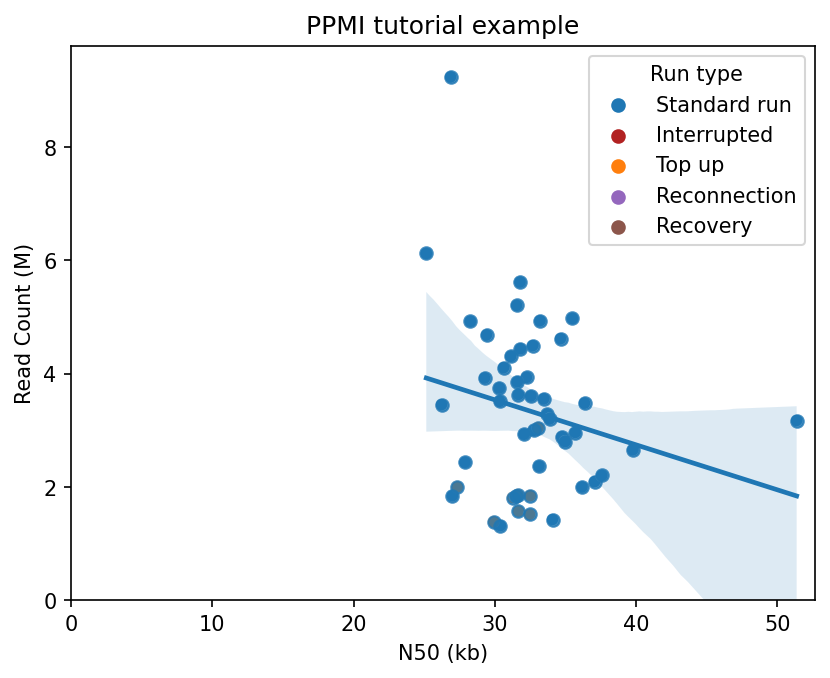 PPMI tutorial example
Run type
Standard run
Interrupted
Top up
Reconnection
Recovery
8
6
4
2
0
Read Count (M)
0 10 20 30 40 50
N50 (kb)